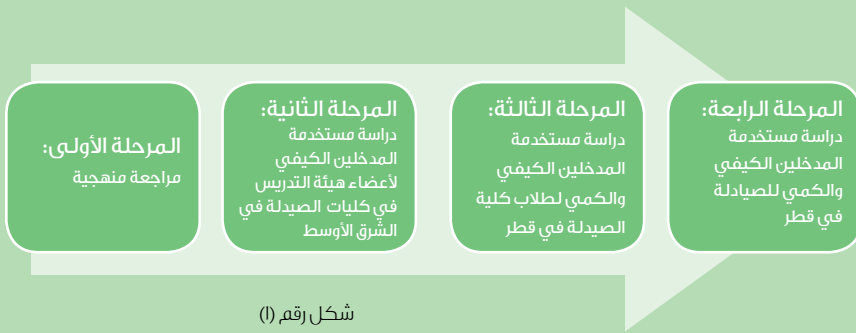 المرحلة الأولى:
مراجعة منهجية
المرحلة الثانية:
دراسة مستخدمة
المدخلين الكيفي
لأعضاء هيئة التدريس
في كليات الصيدلة في
الشرق الأوسط
المرحلة الثالثة:
دراسة مستخدمة
المدخلين الكيفي
والكمي لطلاب كلية
الصيدلة في قطر
المرحلة الرابعة:
دراسة مستخدمة
المدخلين الكيفي
والكمي للصيادلة
في قطر
شكل رقم (١)